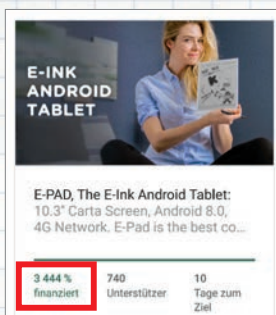 E-INK
ANDROID
TABLET
E-PAD, The E-Ink Android Tablet:
10.3" Carta Screen, Android 8.0,
4G Network. E-Pad is the best co...
3 444 % 740 10
finanziert Unterstützer Tage zum
Ziel